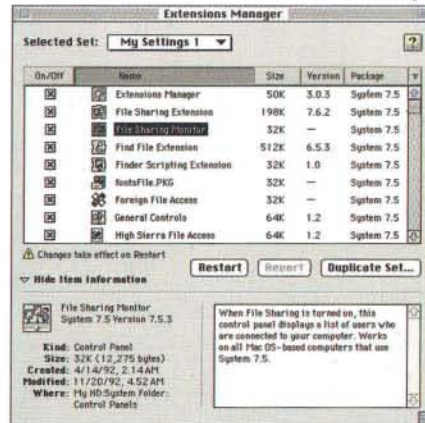 Extensions Manager
Selected Set: My Settings 1
?
On/Off Name Size Version Package
Extensions Manager 50K 3.0.3 System 7.5
File Sharing Extension 198K 7.6.2 System 7.5
File Sharing Monitor 32K — System 7.5
Find File Extension 512K 6.5.3 System 7.5
Finder Scripting Extension 32K 1.0 System 7.5
fontsFile.PKG 32K — System 7.5
Foreign File Access 32K — System 7.5
General Controls 64K 1.2 System 7.5
High Sierra File Access 64K 1.2 System 7.5
Changes take effect on Restart
Restart Revert Duplicate Set...
Hide Item Information
File Sharing Monitor
System 7.5 Version 7.5.3
Kind: Control Panel
Size: 32K (12,275 bytes)
Created: 4/14/92, 2.14 AM
Modified: 11/20/92, 4.52 AM
Where: My HD:System Folder:
Control Panels
When File Sharing is turned on, this
control panel displays a list of users who
are connected to your computer. Works
on all Mac OS-based computers that use
System 7.5.